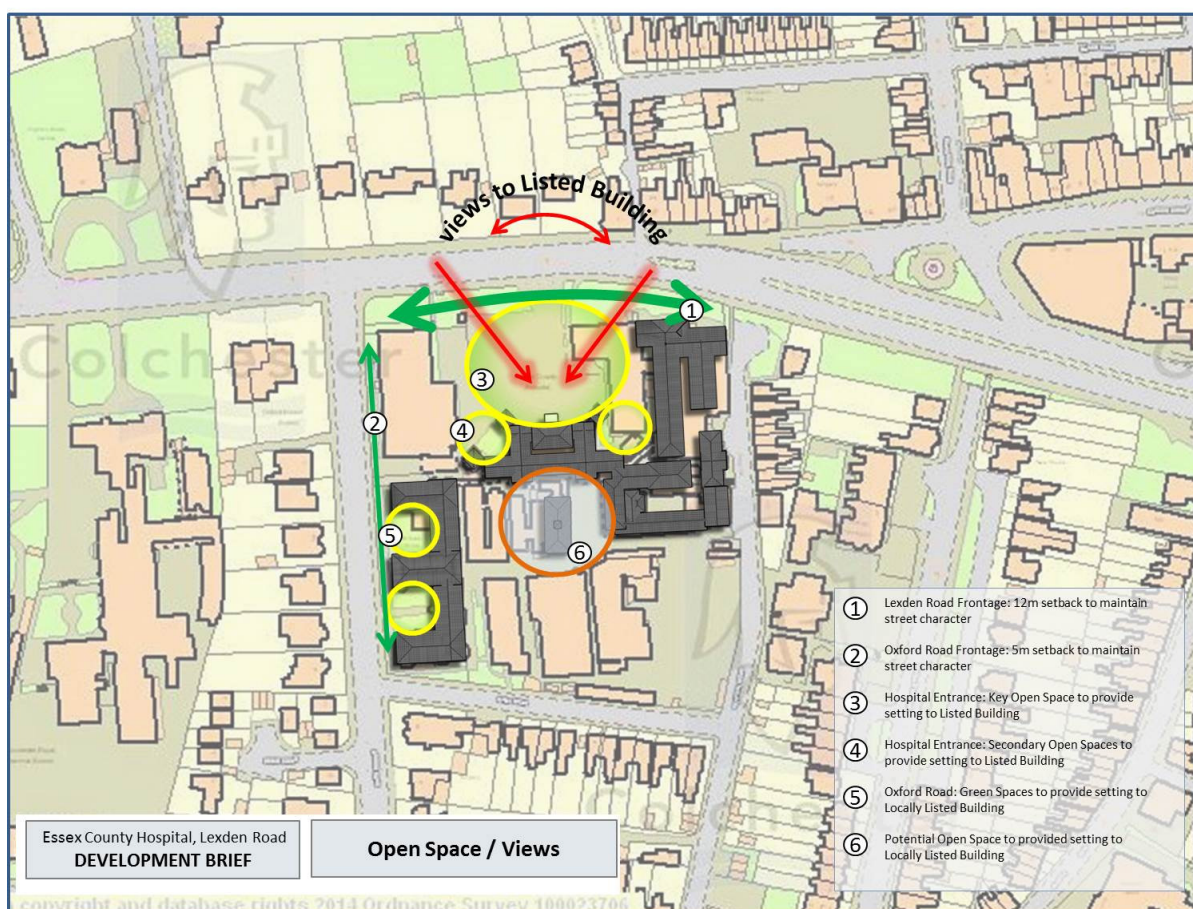 views to Listed Building
Colchester
1
2
3
4
5
6
1 Lexden Road Frontage: 12m setback to maintain
street character
2 Oxford Road Frontage: 5m setback to maintain
street character
3 Hospital Entrance: Key Open Space to provide
setting to Listed Building
4 Hospital Entrance: Secondary Open Spaces to
provide setting to Listed Building
5 Oxford Road: Green Spaces to provide setting to
Locally Listed Building
6 Potential Open Space to provided setting to
Locally Listed Building
Essex County Hospital, Lexden Road
DEVELOPMENT BRIEF
Open Space / Views
copyright and database rights 2014 Ordnance Survey 100023706